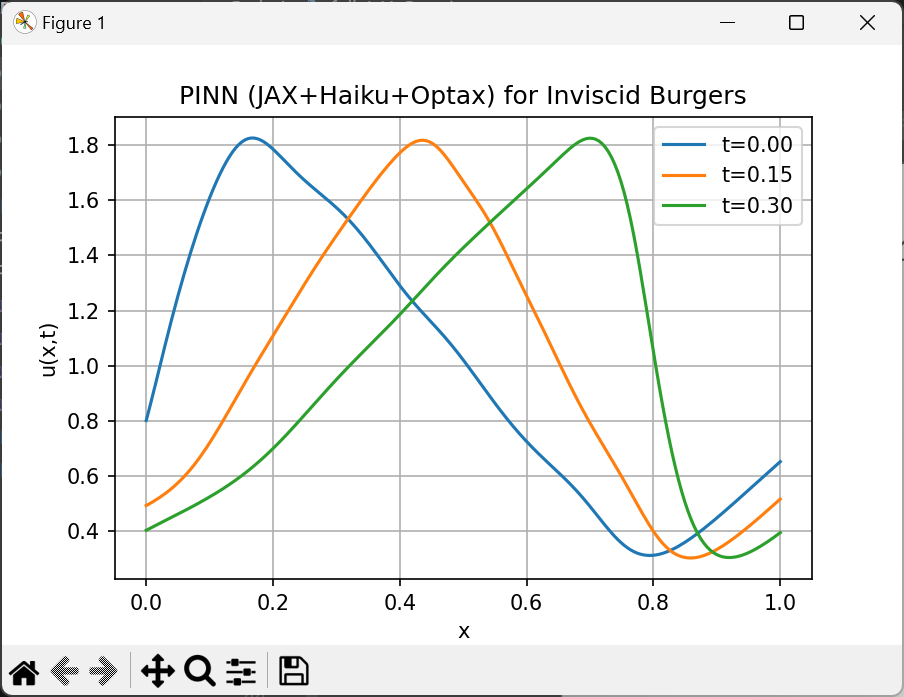 Figure 1
PINN (JAX+Haiku+Optax) for Inviscid Burgers
t=0.00
t=0.15
t=0.30
u(x,t)
1.8
1.6
1.4
1.2
1.0
0.8
0.6
0.4
0.0 0.2 0.4 0.6 0.8 1.0
x